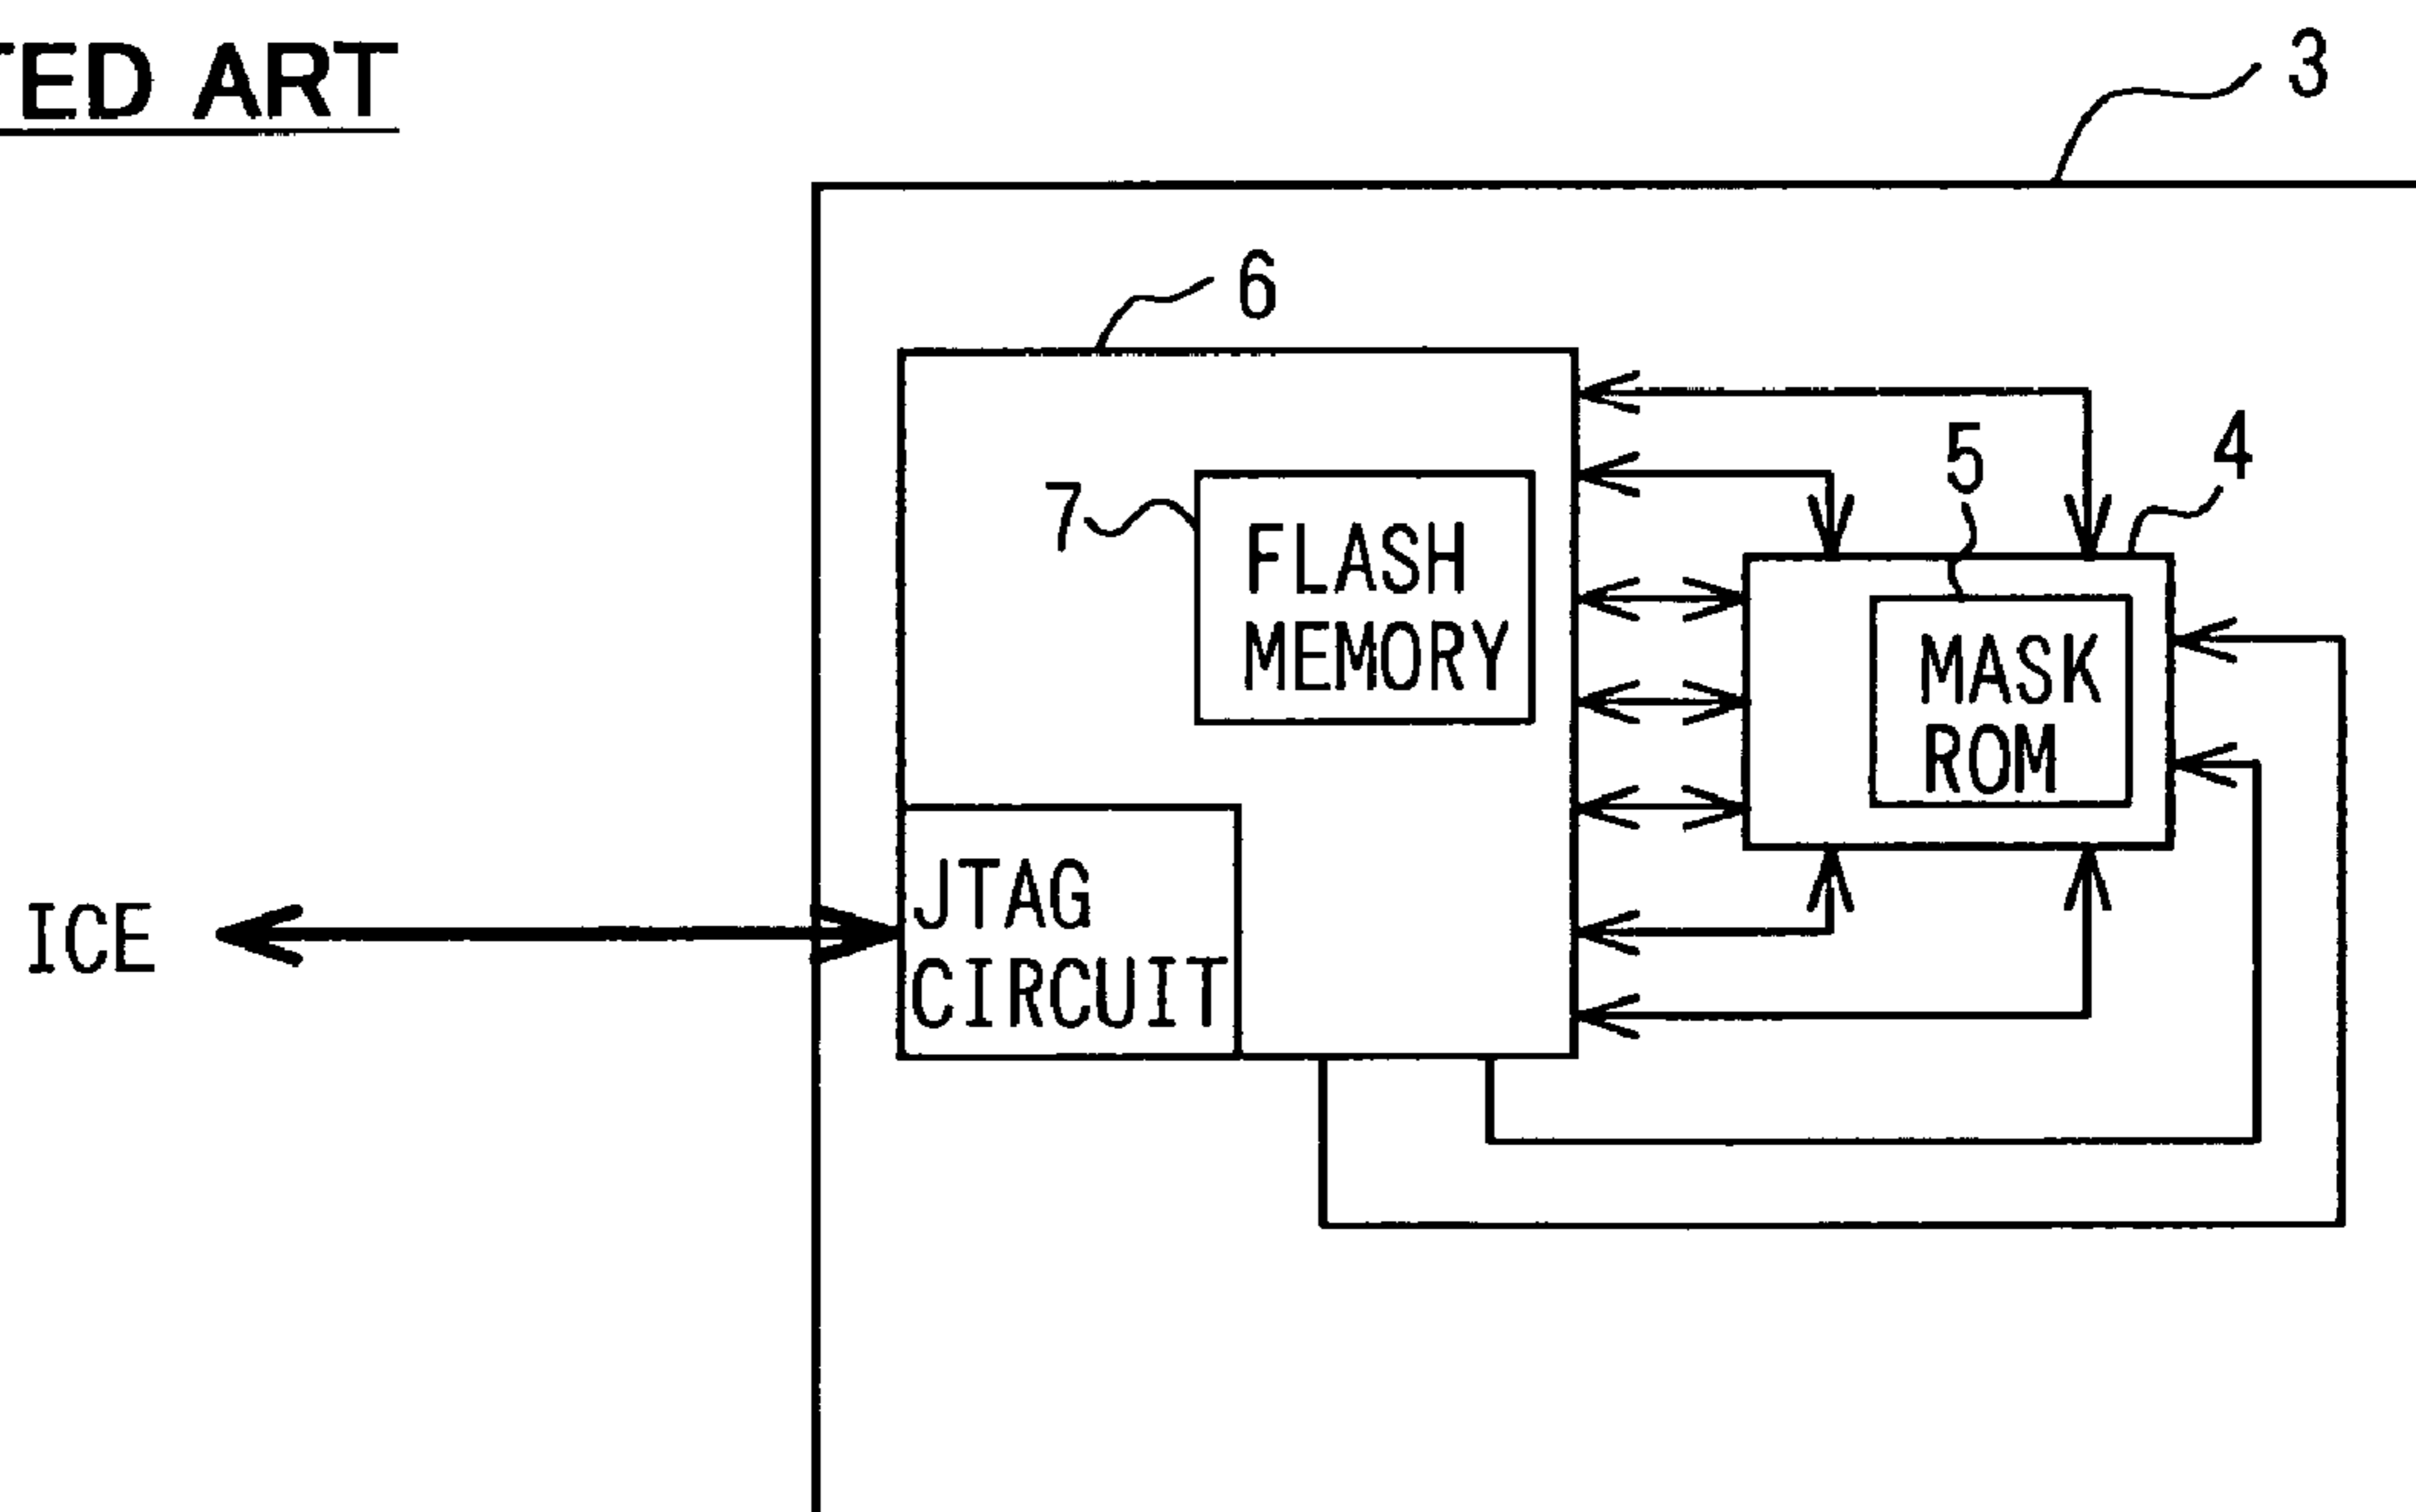 TED ART
3
6
5
4
7
FLASH
MEMORY
MASK
ROM
JTAG
CIRCUIT
ICE